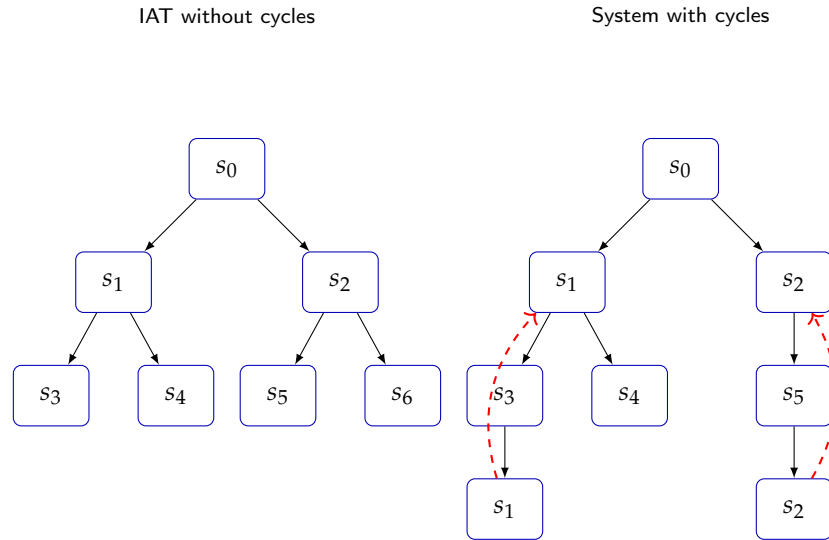 IAT without cycles
System with cycles
s0
s1
s2
s3
s4
s5
s6
s0
s1
s2
s3
s4
s5
s1
s2